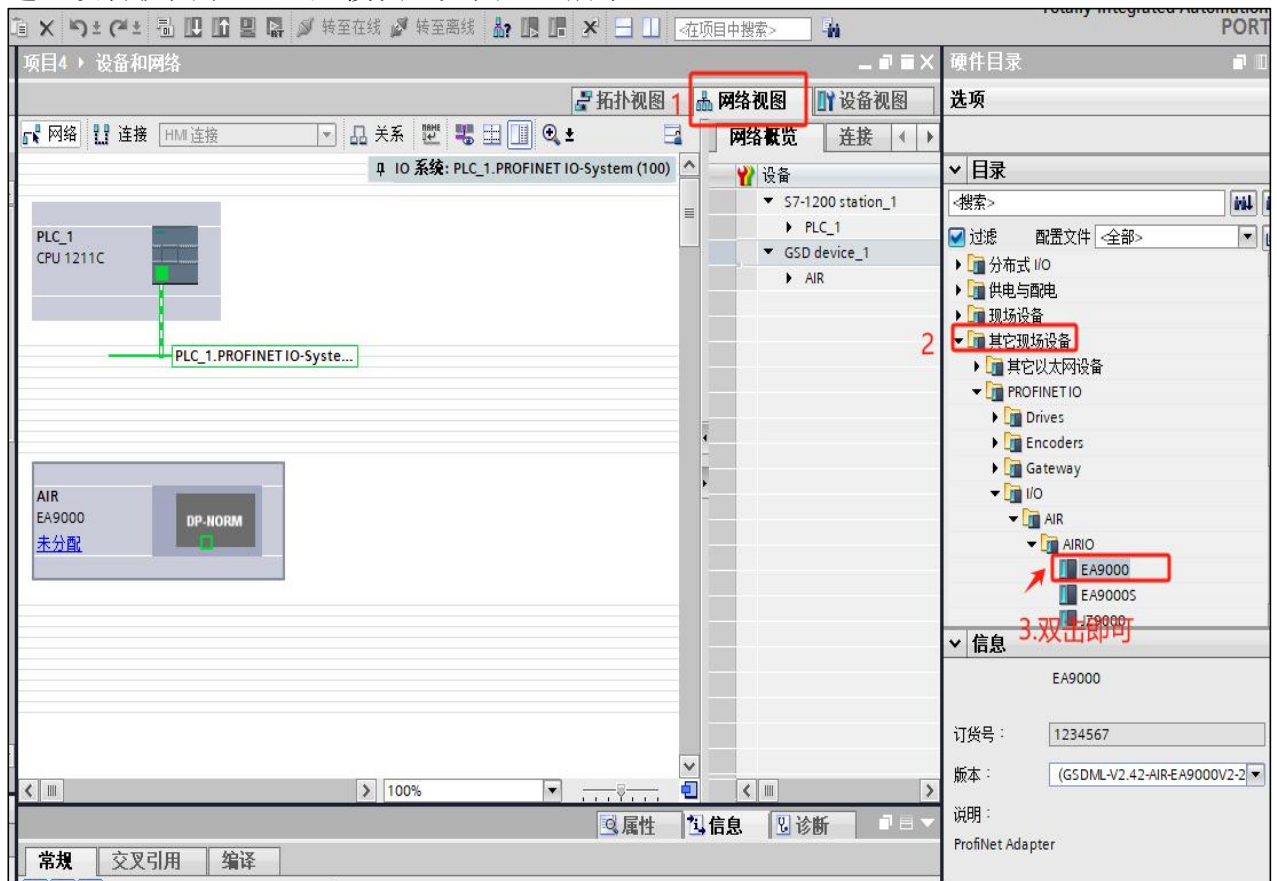 Totally Integrated Automation
PORT
转至在线
转至离线
<在项目中搜索>
项目4 ▸ 设备和网络
硬件目录
拓扑视图
1
网络视图
设备视图
选项
网络
连接
HMI 连接
关系
网络概览
连接
IO 系统: PLC_1.PROFINET IO-System (100)
设备
目录
S7-1200 station_1
<搜索>
PLC_1
PLC_1
CPU 1211C
过滤
配置文件
<全部>
GSD device_1
分布式 I/O
AIR
供电与配电
现场设备
2
其它现场设备
PLC_1.PROFINET IO-Syste...
其它以太网设备
PROFINET IO
Drives
Encoders
Gateway
I/O
AIR
EA9000
未分配
DP-NORM
AIR
AIRIO
EA9000
EA9000S
JZ9000
3.双击即可
信息
EA9000
订货号：
1234567
版本：
(GSDML-V2.42-AIR-EA9000V2-2
100%
说明：
ProfiNet Adapter
属性
信息
诊断
常规
交叉引用
编译